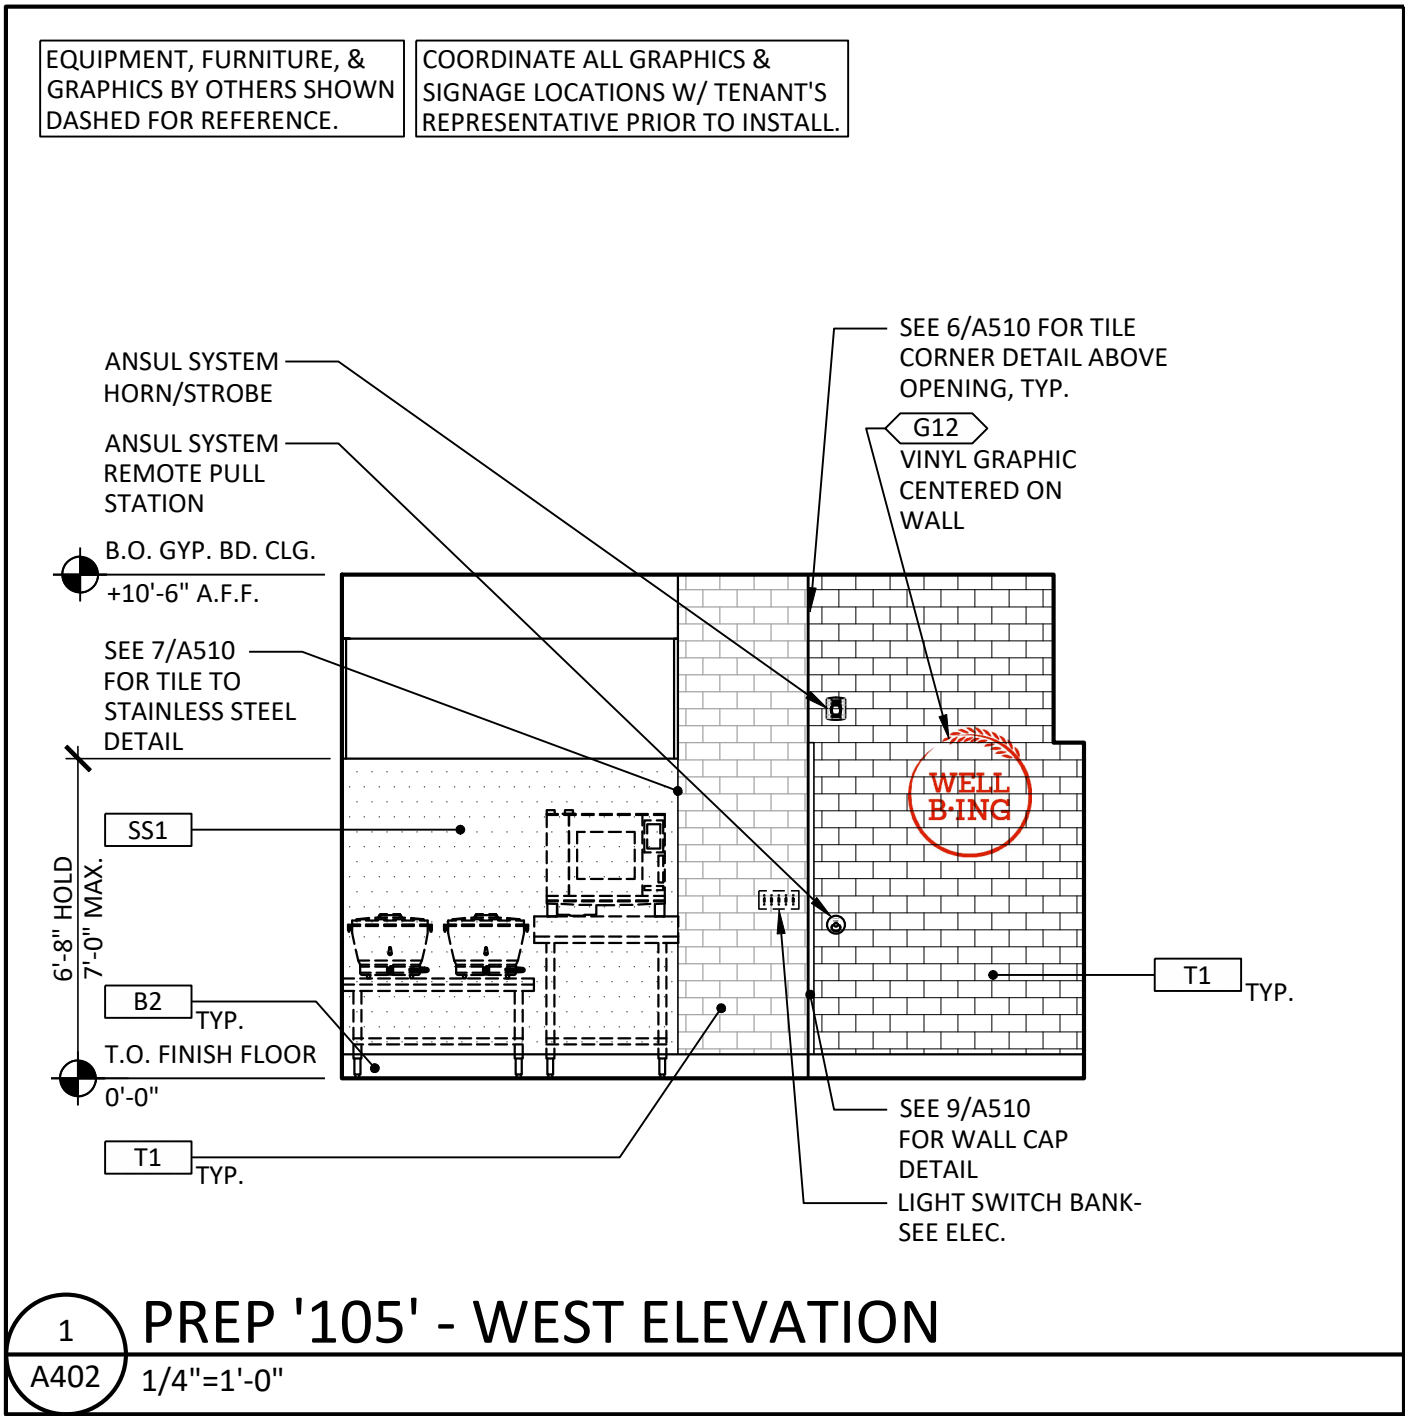 EQUIPMENT, FURNITURE, &
GRAPHICS BY OTHERS SHOWN
DASHED FOR REFERENCE.
COORDINATE ALL GRAPHICS &
SIGNAGE LOCATIONS W/ TENANT'S
REPRESENTATIVE PRIOR TO INSTALL.
SEE 6/A510 FOR TILE
CORNER DETAIL ABOVE
OPENING, TYP.
ANSUL SYSTEM
HORN/STROBE
G12
VINYL GRAPHIC
CENTERED ON
WALL
ANSUL SYSTEM
REMOTE PULL
STATION
B.O. GYP. BD. CLG.
+10'-6" A.F.F.
SEE 7/A510
FOR TILE TO
STAINLESS STEEL
DETAIL
WELL
B·ING
SS1
6'-8" HOLD
7'-0" MAX.
B2
TYP.
T1
TYP.
T.O. FINISH FLOOR
0'-0"
T1
TYP.
SEE 9/A510
FOR WALL CAP
DETAIL
LIGHT SWITCH BANK-
SEE ELEC.
1
A402
PREP '105' - WEST ELEVATION
1/4"=1'-0"